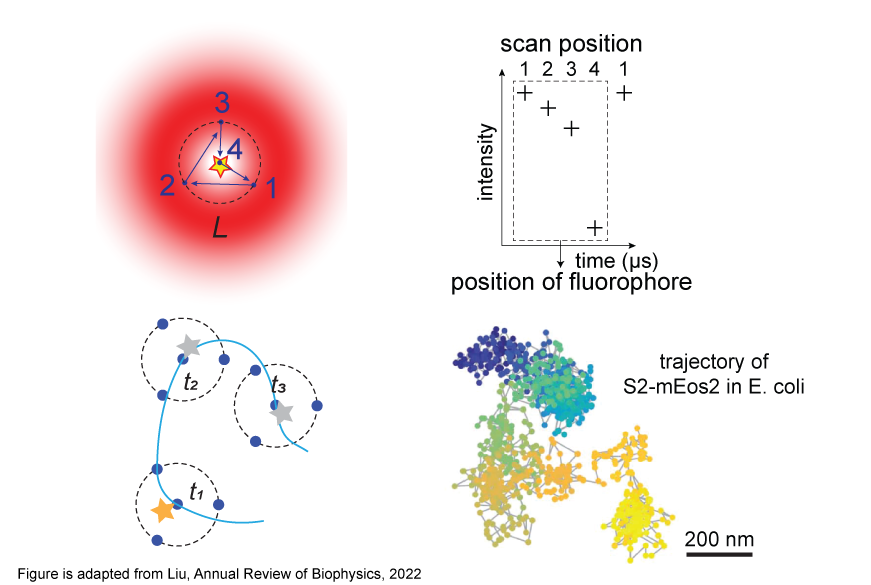 3
4
2
1
L
scan position
1 2 3 4 1
intensity
time (µs)
position of fluorophore
t2
t3
t1
trajectory of
S2-mEos2 in E. coli
200 nm
Figure is adapted from Liu, Annual Review of Biophysics, 2022